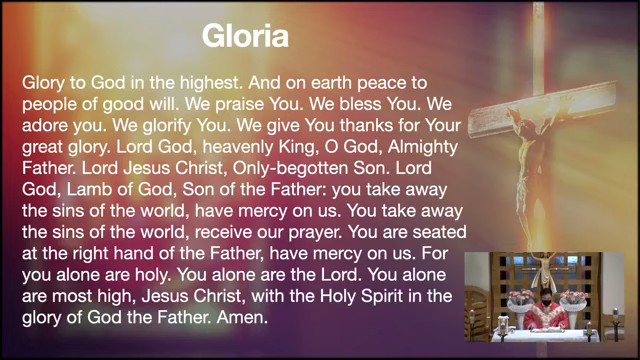 Gloria
Glory to God in the highest. And on earth peace to
people of good will. We praise You. We bless You. We
adore you. We glorify You. We give You thanks for Your
great glory. Lord God, heavenly King, O God, Almighty
Father. Lord Jesus Christ, Only-begotten Son. Lord
God, Lamb of God, Son of the Father: you take away
the sins of the world, have mercy on us. You take away
the sins of the world, receive our prayer. You are seated
at the right hand of the Father, have mercy on us. For
you alone are holy. You alone are the Lord. You alone
are most high, Jesus Christ, with the Holy Spirit in the
glory of God the Father. Amen.